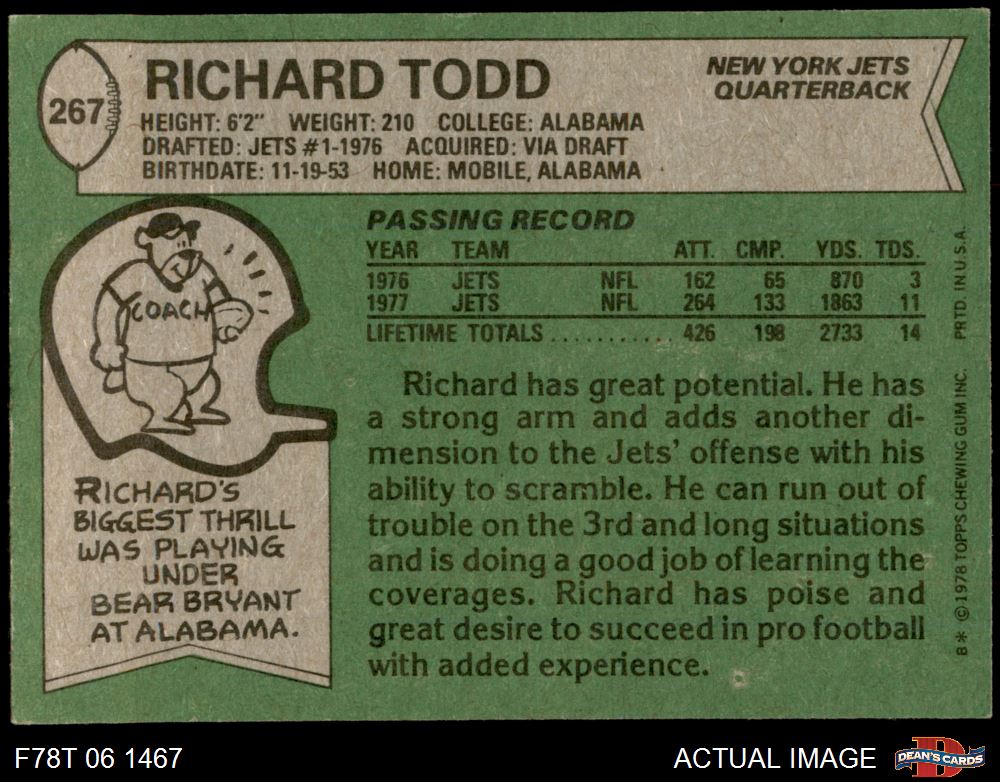 267
RICHARD TODD
NEW YORK JETS
QUARTERBACK
HEIGHT: 6'2" WEIGHT: 210 COLLEGE: ALABAMA
DRAFTED: JETS #1-1976 ACQUIRED: VIA DRAFT
BIRTHDATE: 11-19-53 HOME: MOBILE, ALABAMA
COACH
RICHARD'S
BIGGEST THRILL
WAS PLAYING
UNDER
BEAR BRYANT
AT ALABAMA.
PASSING RECORD
YEAR TEAM ATT. CMP. YDS. TDS.
1976 JETS NFL 162 65 870 3
1977 JETS NFL 264 133 1863 11
LIFETIME TOTALS ........... 426 198 2733 14
Richard has great potential. He has
a strong arm and adds another di-
mension to the Jets' offense with his
ability to scramble. He can run out of
trouble on the 3rd and long situations
and is doing a good job of learning the
coverages. Richard has poise and
great desire to succeed in pro football
with added experience.
B* © 1978 TOPPS CHEWING GUM INC. PRTD. IN U.S.A.
F78T 06 1467
ACTUAL IMAGE
D
DEAN'S CARDS